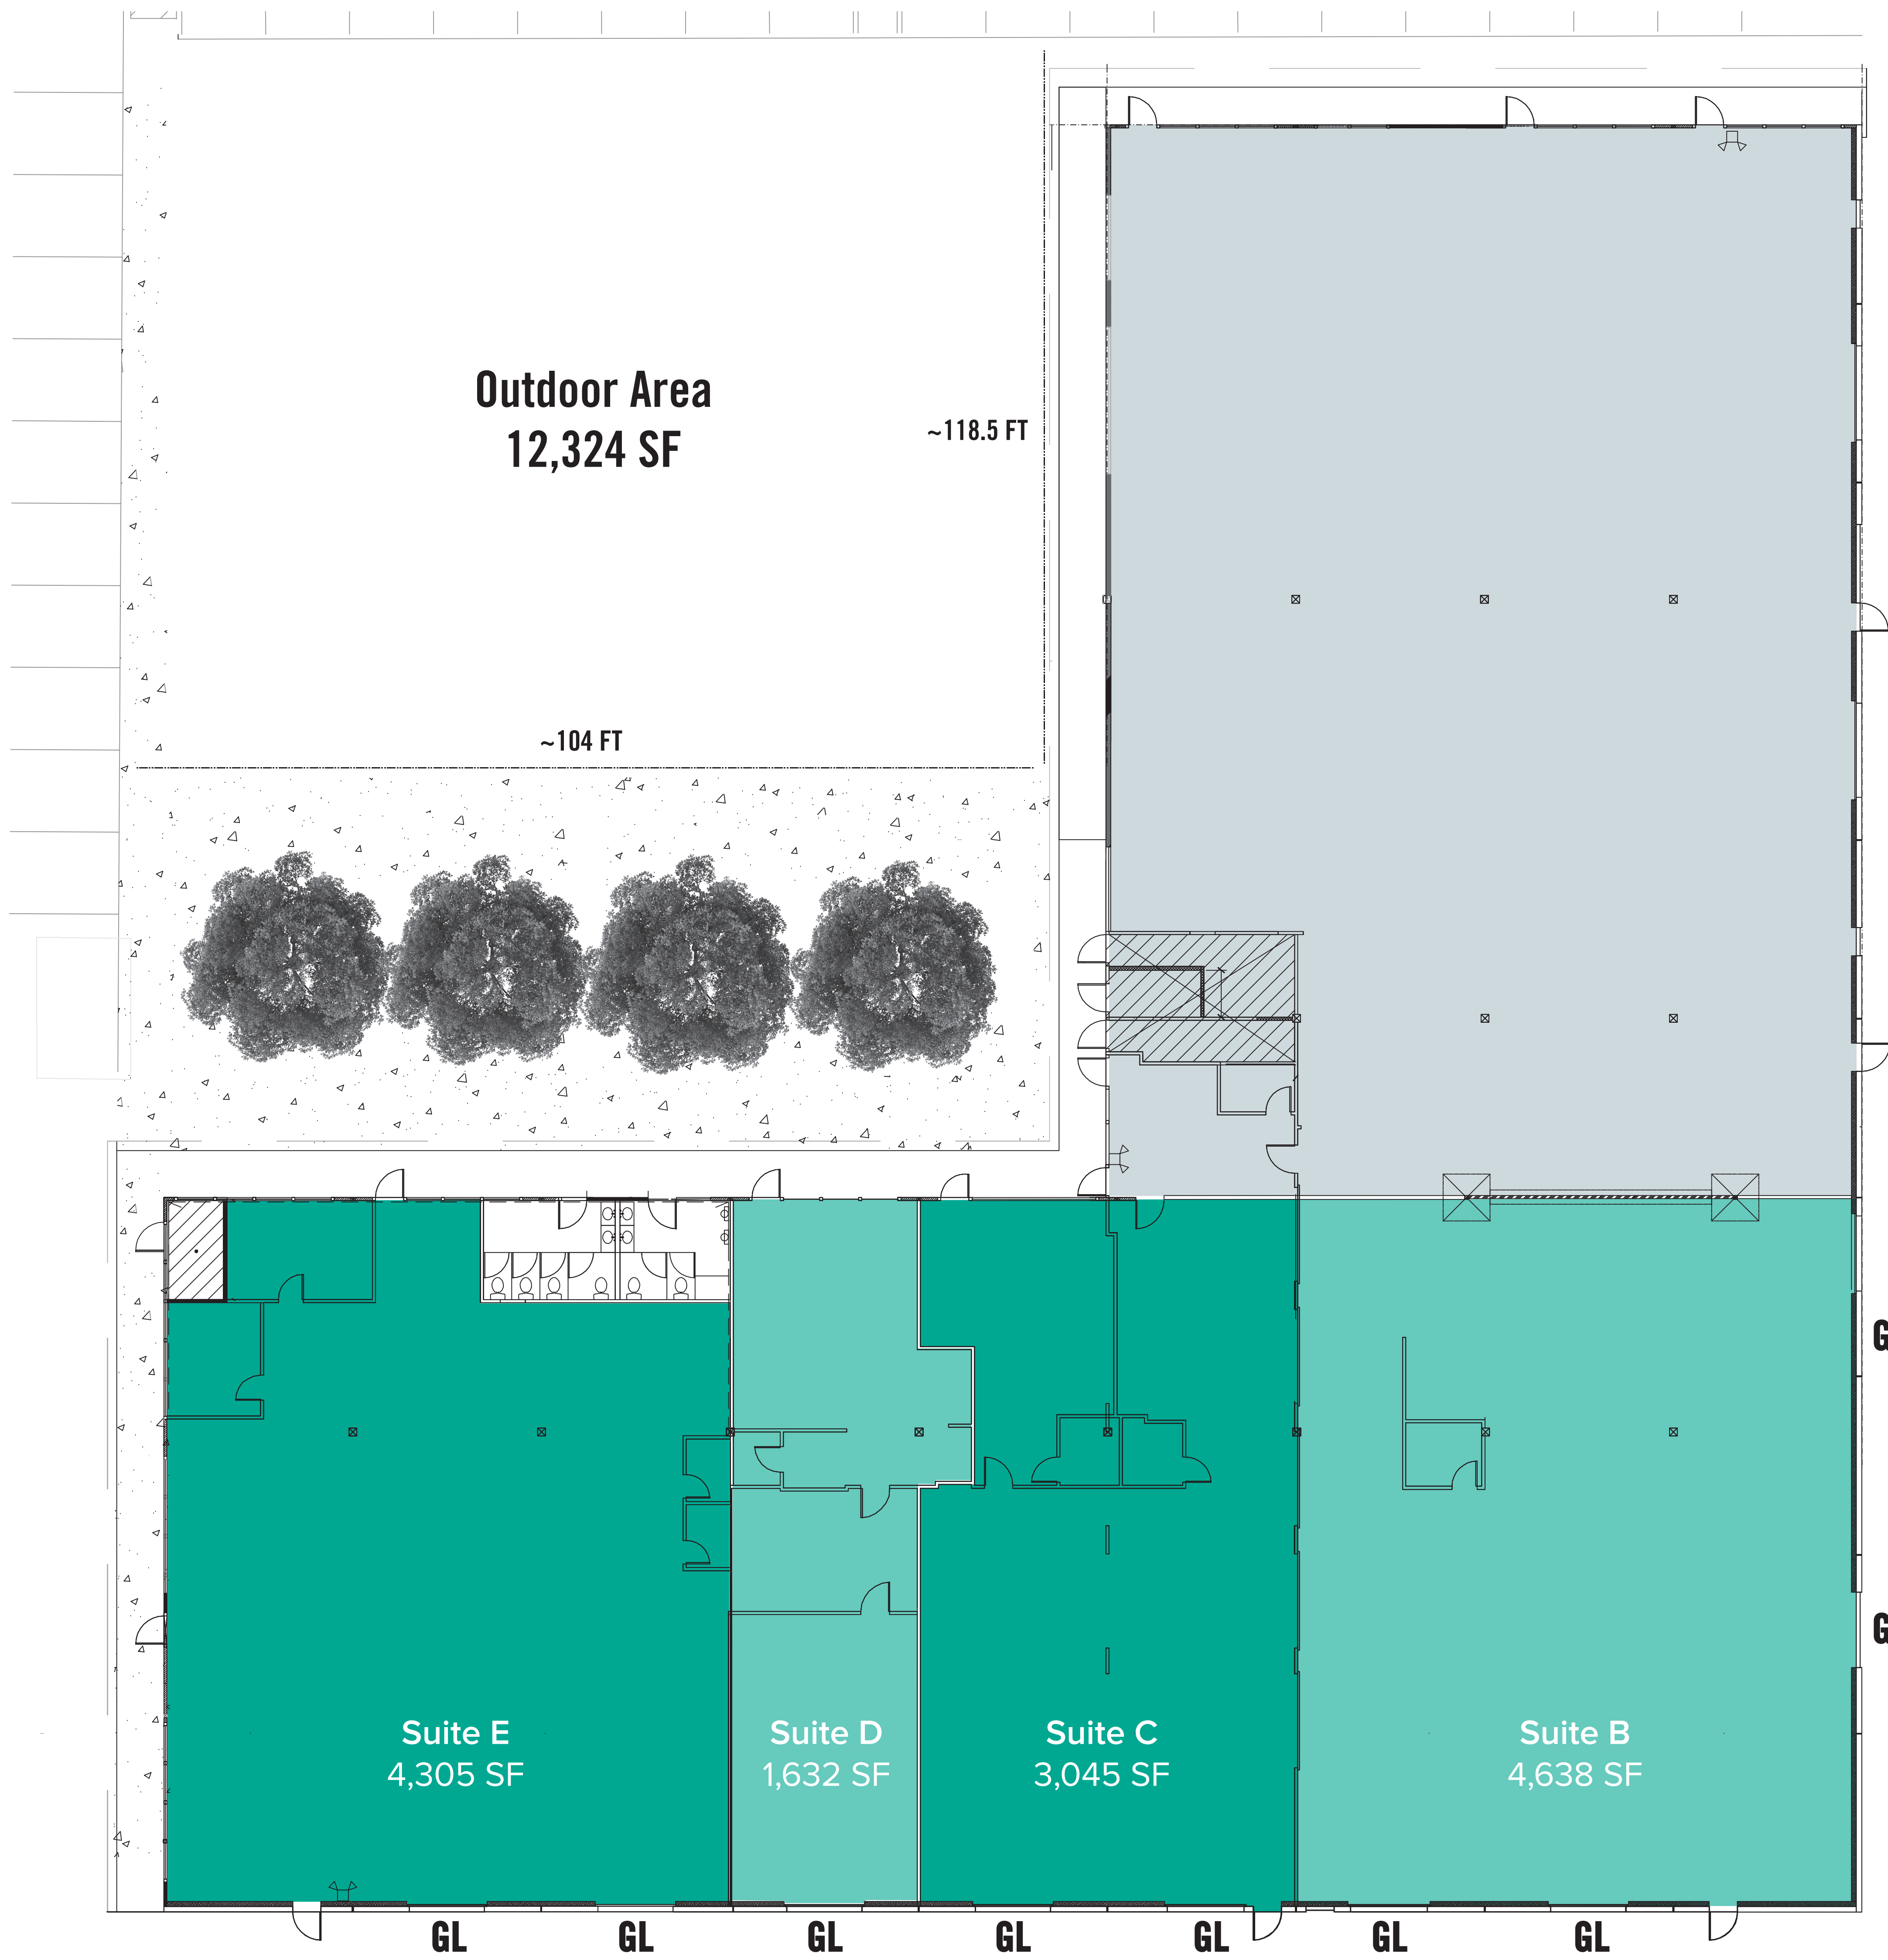 Outdoor Area
12,324 SF
~118.5 FT
~104 FT
G
G
Suite E
4,305 SF
Suite D
1,632 SF
Suite C
3,045 SF
Suite B
4,638 SF
GL
GL
GL
GL
GL
GL
GL